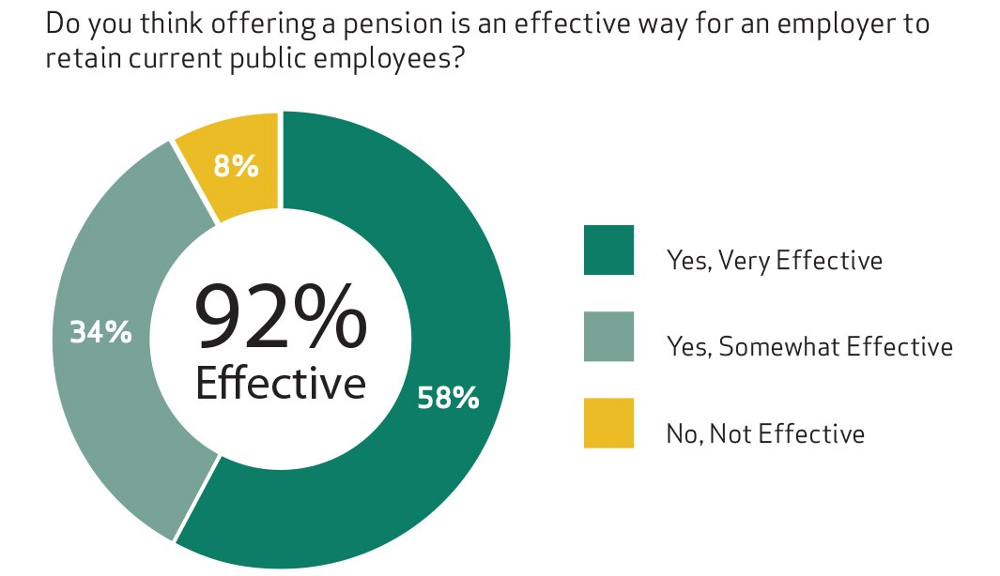 Do you think offering a pension is an effective way for an employer to
retain current public employees?
8%
34%
92%
Effective
58%
Yes, Very Effective
Yes, Somewhat Effective
No, Not Effective